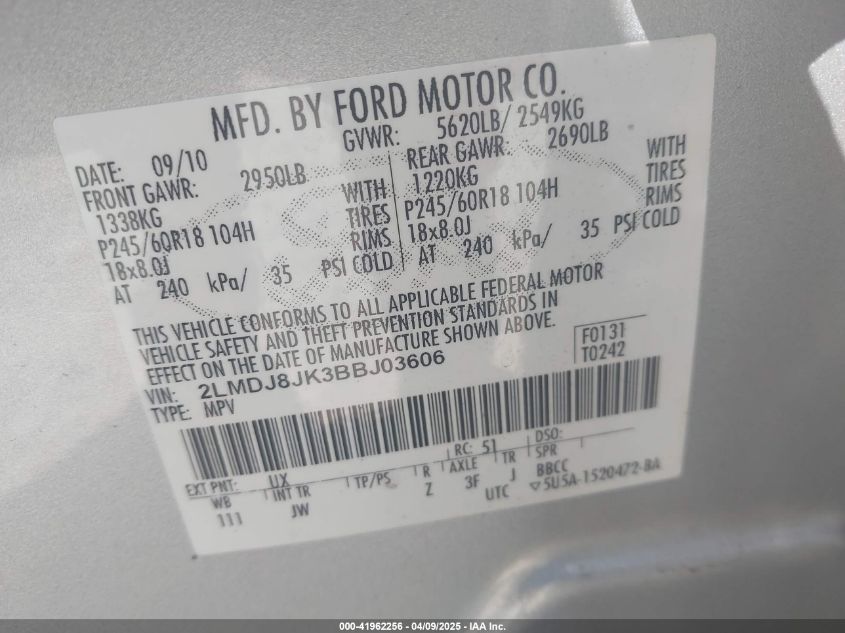 MFD. BY FORD MOTOR CO.
DATE: 09/10 GVWR: 5620LB/ 2549KG
FRONT GAWR: 2950LB REAR GAWR: 2690LB
1338KG WITH 1220KG WITH
P245/60R18 104H TIRES P245/60R18 104H TIRES
18x8.0J RIMS 18x8.0J RIMS
AT 240 kPa/ 35 PSI COLD AT 240 kPa/ 35 PSI COLD
THIS VEHICLE CONFORMS TO ALL APPLICABLE FEDERAL MOTOR
VEHICLE SAFETY AND THEFT PREVENTION STANDARDS IN
EFFECT ON THE DATE OF MANUFACTURE SHOWN ABOVE.
VIN: 2LMDJ8JK3BBJ03606 F0131
TYPE: MPV T0242
EXT PNT: UX RC: 51 DSO:
WB INT TR TP/PS R AXLE TR SPR
111 JW Z 3F J BBCC
UTC ▽5U5A-1520472-BA
000-41962256 - 04/09/2025 - IAA Inc.